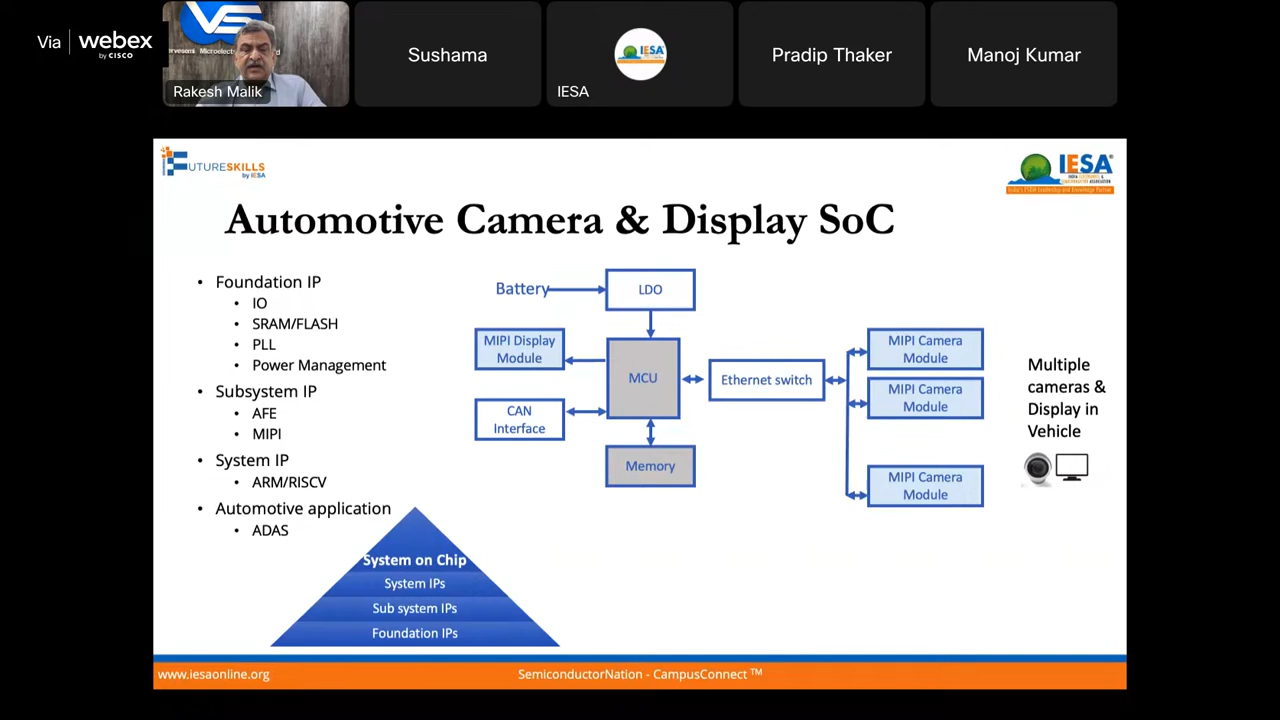 Via webex
by CISCO
Rakesh Malik
Sushama
IESA
IESA
Pradip Thaker
Manoj Kumar
FUTURESKILLS
by IESA
IESA
Automotive Camera & Display SoC
• Foundation IP
• IO
• SRAM/FLASH
• PLL
• Power Management
• Subsystem IP
• AFE
• MIPI
• System IP
• ARM/RISCV
• Automotive application
• ADAS
Battery
LDO
MIPI Display
Module
MCU
CAN
Interface
Memory
Ethernet switch
MIPI Camera
Module
MIPI Camera
Module
MIPI Camera
Module
Multiple
cameras &
Display in
Vehicle
System on Chip
System IPs
Sub system IPs
Foundation IPs
www.iesaonline.org
SemiconductorNation - CampusConnect TM